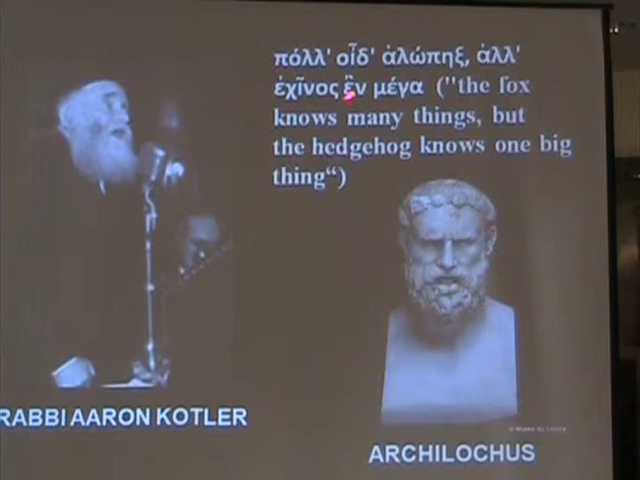 πόλλ' οἶδ' ἀλώπηξ, ἀλλ'
ἐχῖνος ἓν μέγα ("the fox
knows many things, but
the hedgehog knows one big
thing“)
RABBI AARON KOTLER
ARCHILOCHUS